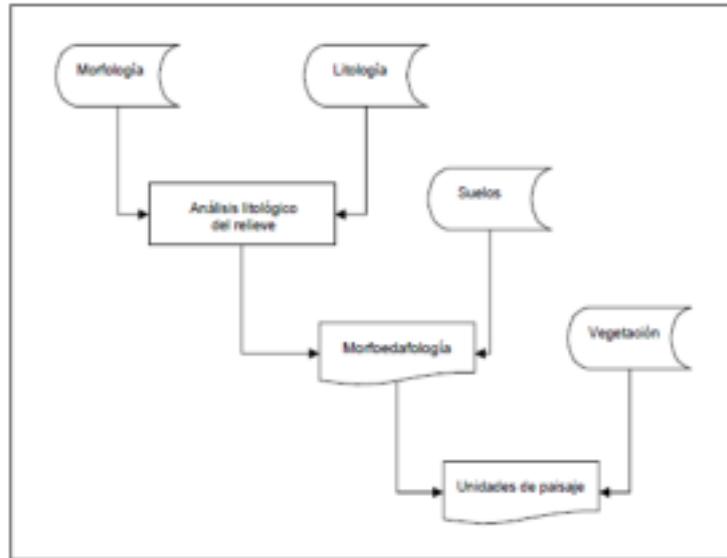 Morfología
Litología
Análisis litológico
del relieve
Suelos
Morfoedafología
Vegetación
Unidades de paisaje